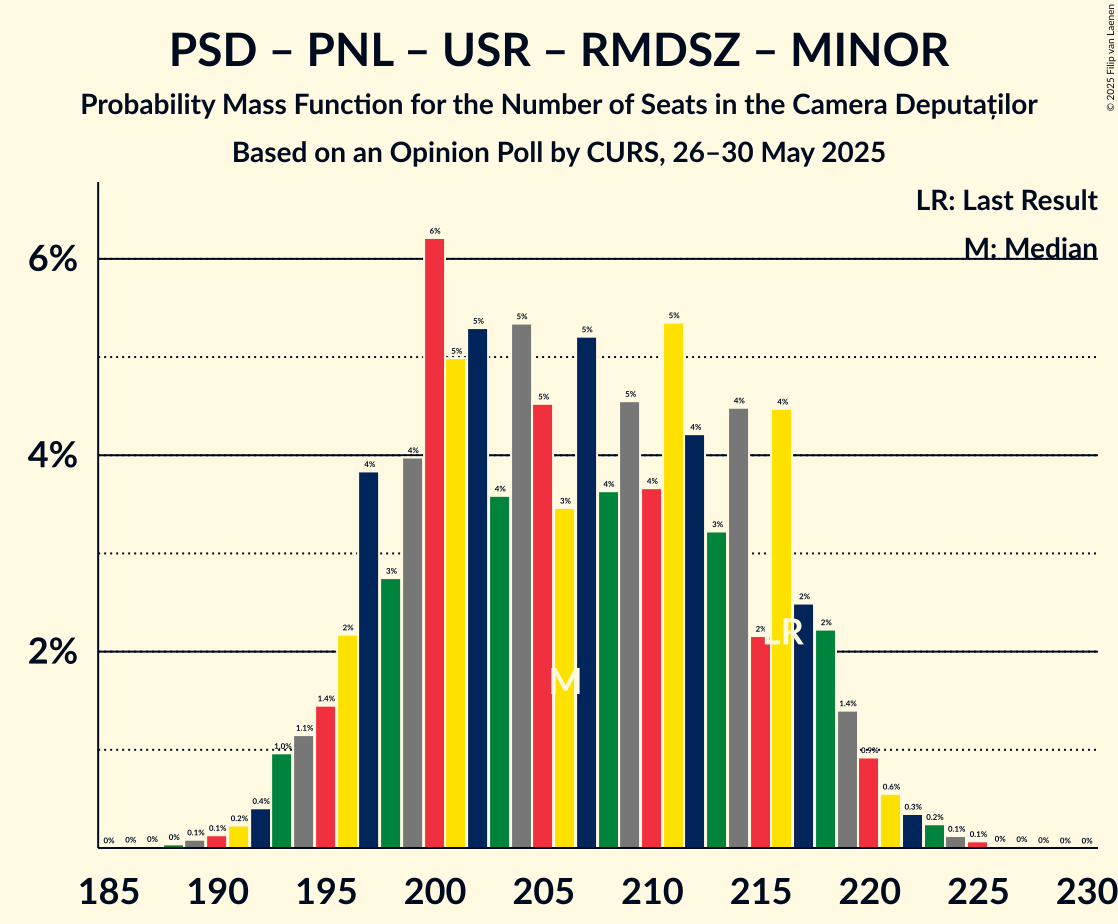 PSD – PNL – USR – RMDSZ – MINOR
Probability Mass Function for the Number of Seats in the Camera Deputaților
Based on an Opinion Poll by CURS, 26–30 May 2025
© 2025 Filip van Laenen
LR: Last Result
M: Median
6%
4%
2%
0% 0% 0% 0% 0.1% 0.1% 0.2% 0.4% 1.0% 1.1% 1.4% 2% 4% 3% 4% 6% 5% 5% 4% 5% 5% 3% 5% 4% 5% 4% 5% 4% 3% 4% 2% 4% 2% 2% 1.4% 0.9% 0.6% 0.3% 0.2% 0.1% 0.1% 0% 0% 0% 0% 0%
M
LR
185 190 195 200 205 210 215 220 225 230